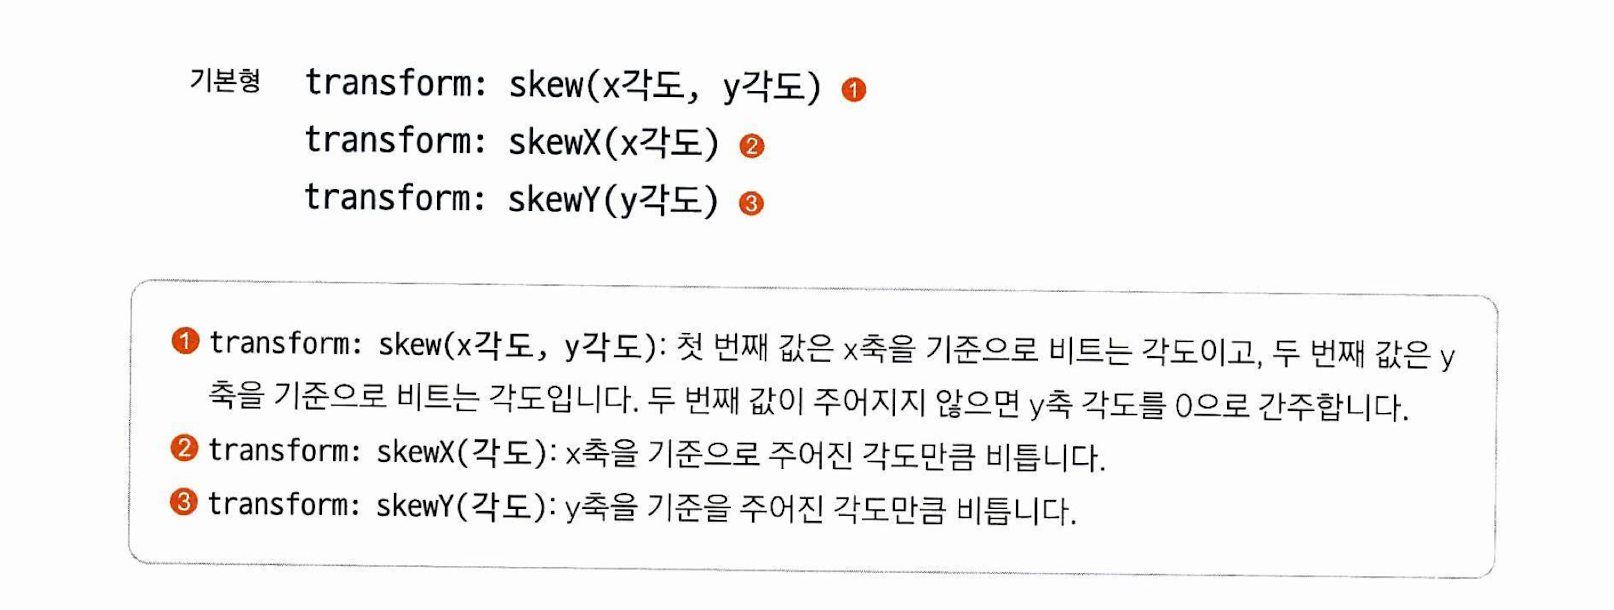 기본형 transform: skew(x각도, y각도) ❶
transform: skewX(x각도) ❷
transform: skewY(y각도) ❸
❶ transform: skew(x각도, y각도): 첫 번째 값은 x축을 기준으로 비트는 각도이고, 두 번째 값은 y
축을 기준으로 비트는 각도입니다. 두 번째 값이 주어지지 않으면 y축 각도를 0으로 간주합니다.
❷ transform: skewX(각도): x축을 기준으로 주어진 각도만큼 비틉니다.
❸ transform: skewY(각도): y축을 기준을 주어진 각도만큼 비틉니다.